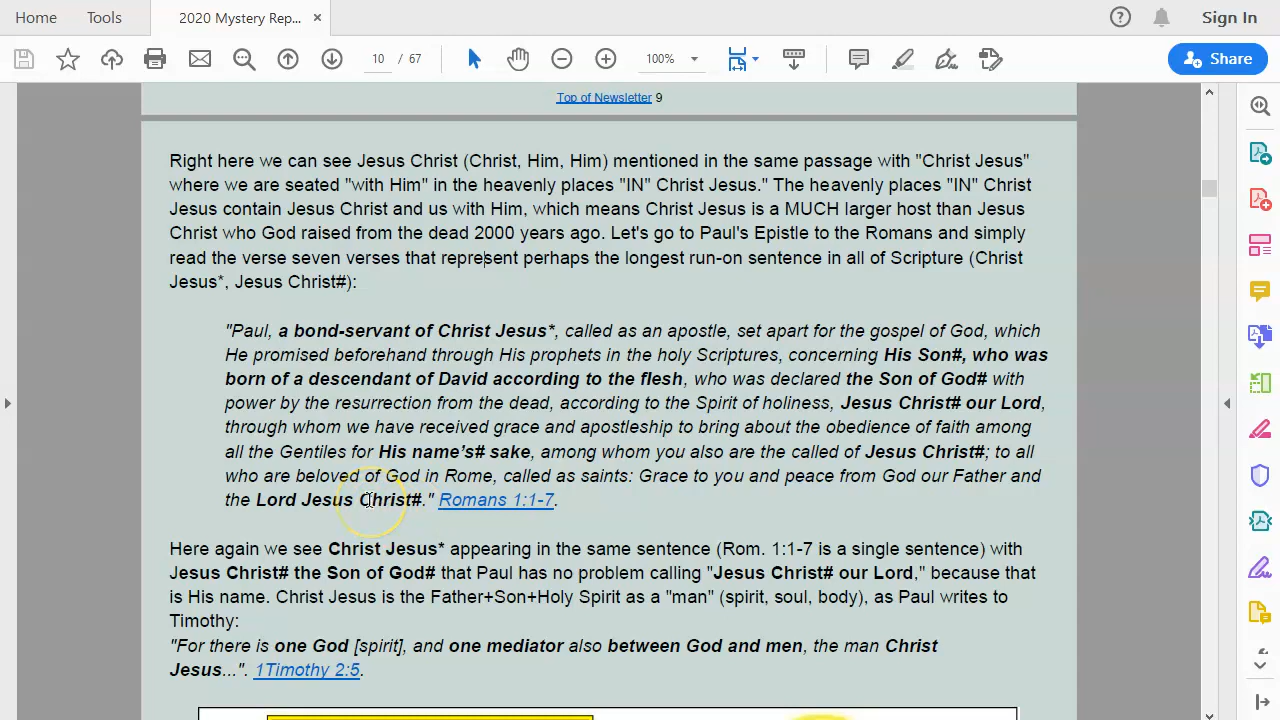 Home Tools 2020 Mystery Rep... × Sign In
10 / 67 100% Share
Top of Newsletter 9
Right here we can see Jesus Christ (Christ, Him, Him) mentioned in the same passage with "Christ Jesus"
where we are seated "with Him" in the heavenly places "IN" Christ Jesus." The heavenly places "IN" Christ
Jesus contain Jesus Christ and us with Him, which means Christ Jesus is a MUCH larger host than Jesus
Christ who God raised from the dead 2000 years ago. Let's go to Paul's Epistle to the Romans and simply
read the verse seven verses that represent perhaps the longest run-on sentence in all of Scripture (Christ
Jesus*, Jesus Christ#):
"Paul, a bond-servant of Christ Jesus*, called as an apostle, set apart for the gospel of God, which
He promised beforehand through His prophets in the holy Scriptures, concerning His Son#, who was
born of a descendant of David according to the flesh, who was declared the Son of God# with
power by the resurrection from the dead, according to the Spirit of holiness, Jesus Christ# our Lord,
through whom we have received grace and apostleship to bring about the obedience of faith among
all the Gentiles for His name’s# sake, among whom you also are the called of Jesus Christ#; to all
who are beloved of God in Rome, called as saints: Grace to you and peace from God our Father and
the Lord Jesus Christ#." Romans 1:1-7.
Here again we see Christ Jesus* appearing in the same sentence (Rom. 1:1-7 is a single sentence) with
Jesus Christ# the Son of God# that Paul has no problem calling "Jesus Christ# our Lord," because that
is His name. Christ Jesus is the Father+Son+Holy Spirit as a "man" (spirit, soul, body), as Paul writes to
Timothy:
"For there is one God [spirit], and one mediator also between God and men, the man Christ
Jesus...". 1Timothy 2:5.